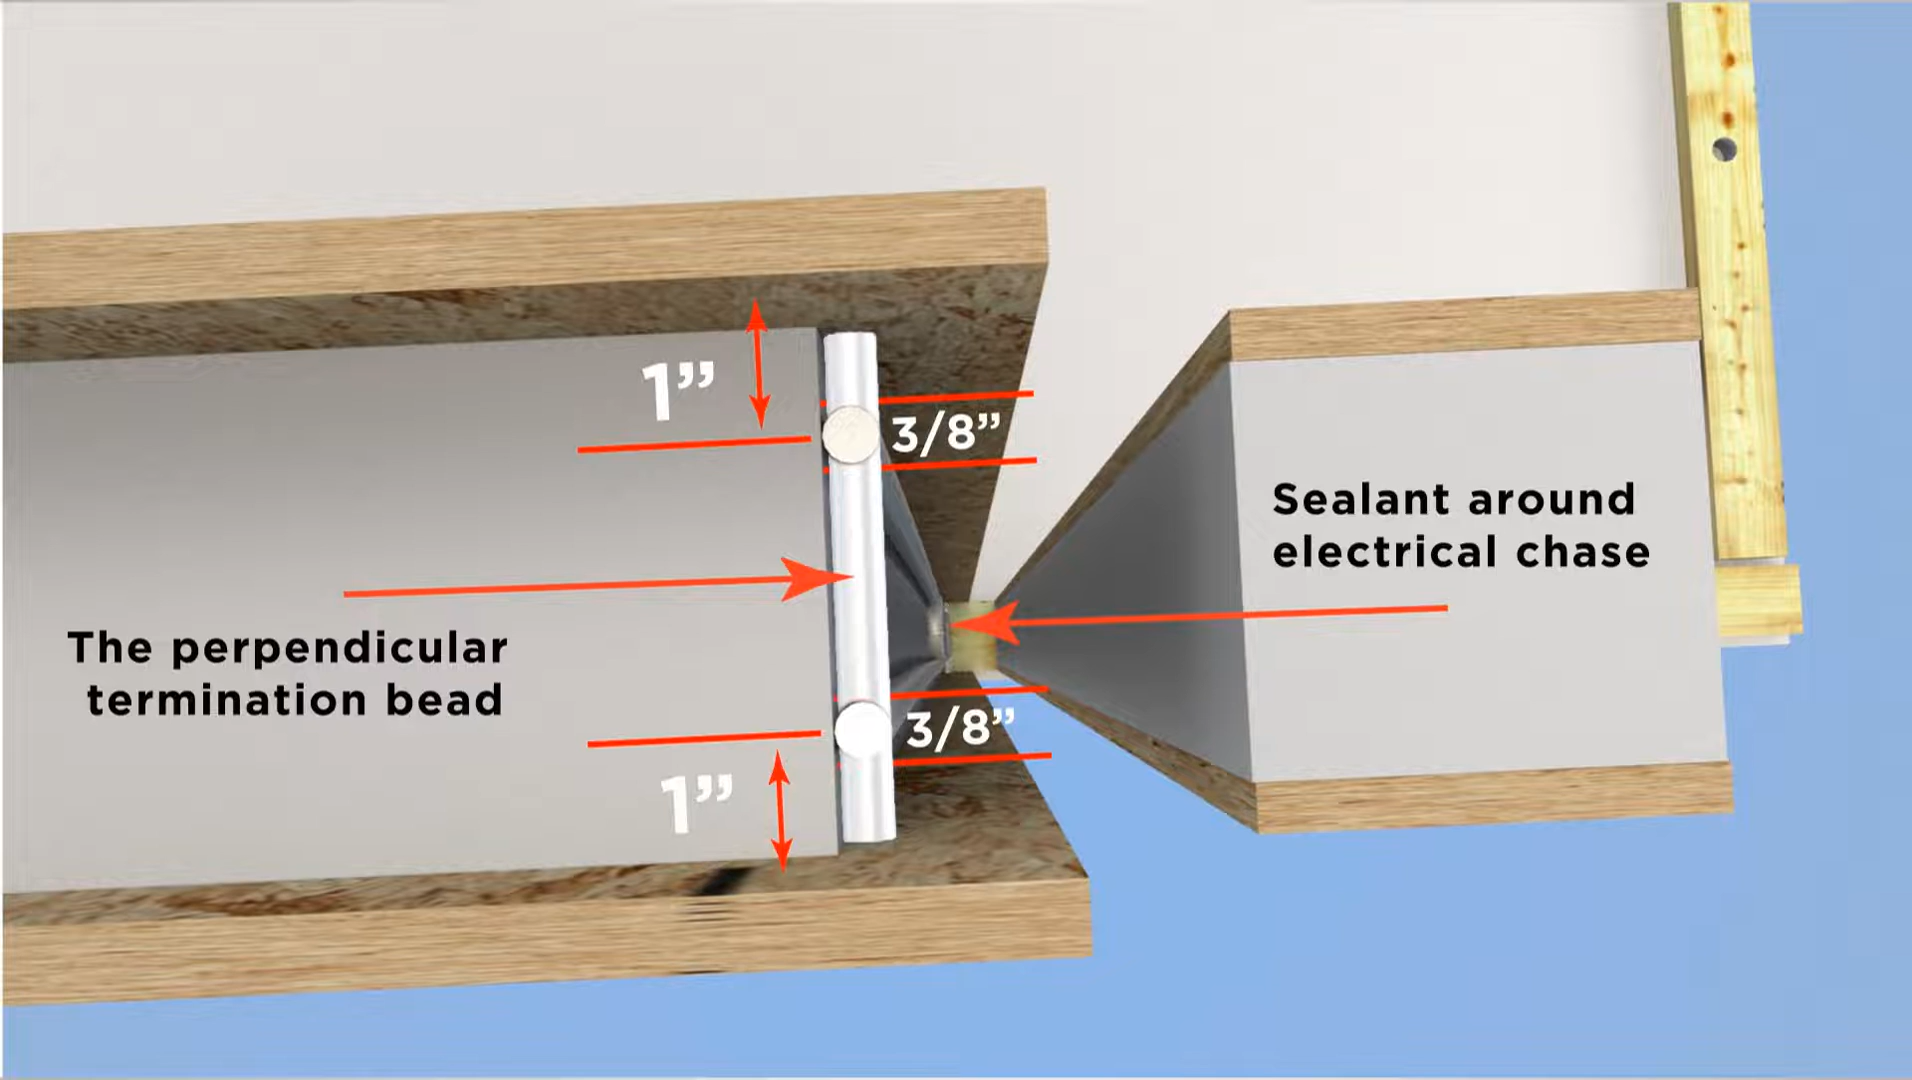 1”
3/8”
Sealant around
electrical chase
The perpendicular
termination bead
3/8”
1”